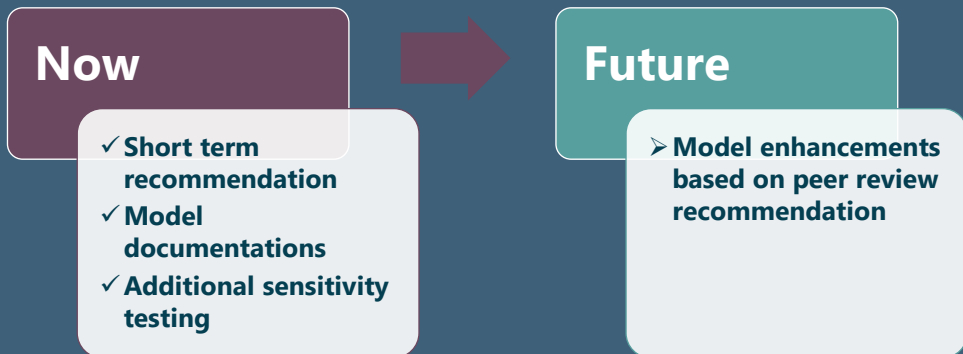 Now
✓ Short term
recommendation
✓ Model
documentations
✓ Additional sensitivity
testing
Future
➢ Model enhancements
based on peer review
recommendation